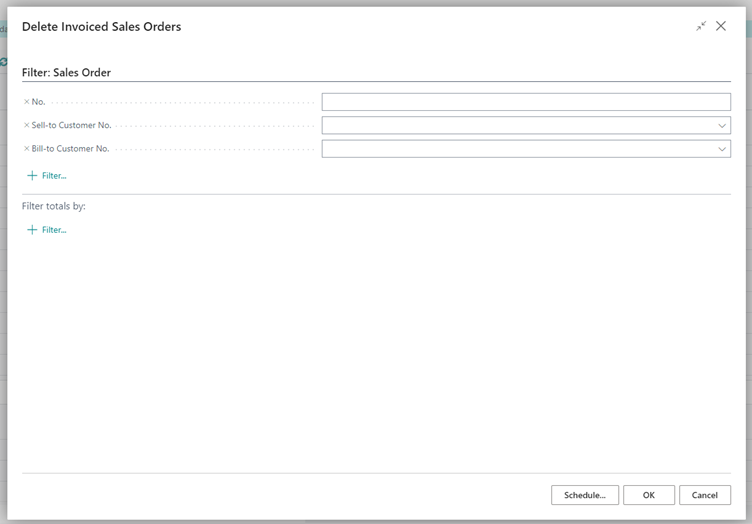 Delete Invoiced Sales Orders
Filter: Sales Order
No.
Sell-to Customer No.
Bill-to Customer No.
Filter...
Filter totals by:
Filter...
Schedule... OK Cancel